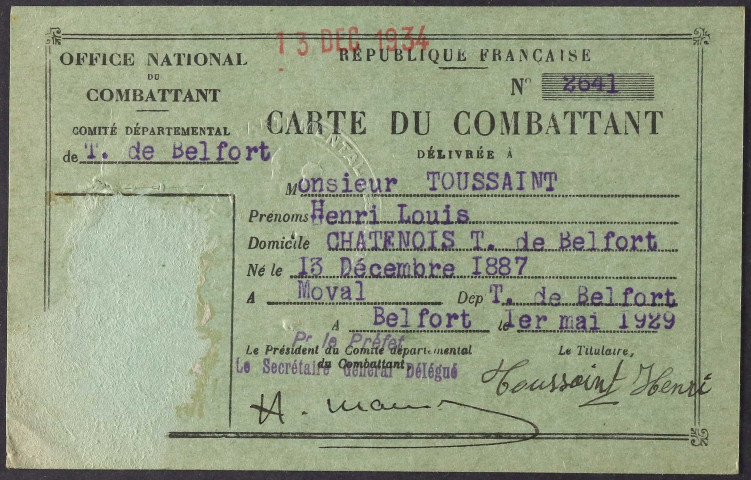 13 DEC 1934
OFFICE NATIONAL
DU
COMBATTANT
COMITÉ DÉPARTEMENTAL
de T. de Belfort
RÉPUBLIQUE FRANÇAISE
N° 2641
CARTE DU COMBATTANT
DÉLIVRÉE À
Monsieur TOUSSAINT
Prénoms Henri Louis
Domicile CHATENOIS T. de Belfort
Né le 13 Décembre 1887
A Moval Dep T. de Belfort
A Belfort le 1er mai 1929
Pr le Préfet
Le Président du Comité départemental
du Combattant,
Le Secrétaire Général Délégué
Le Titulaire,
Toussaint Henri